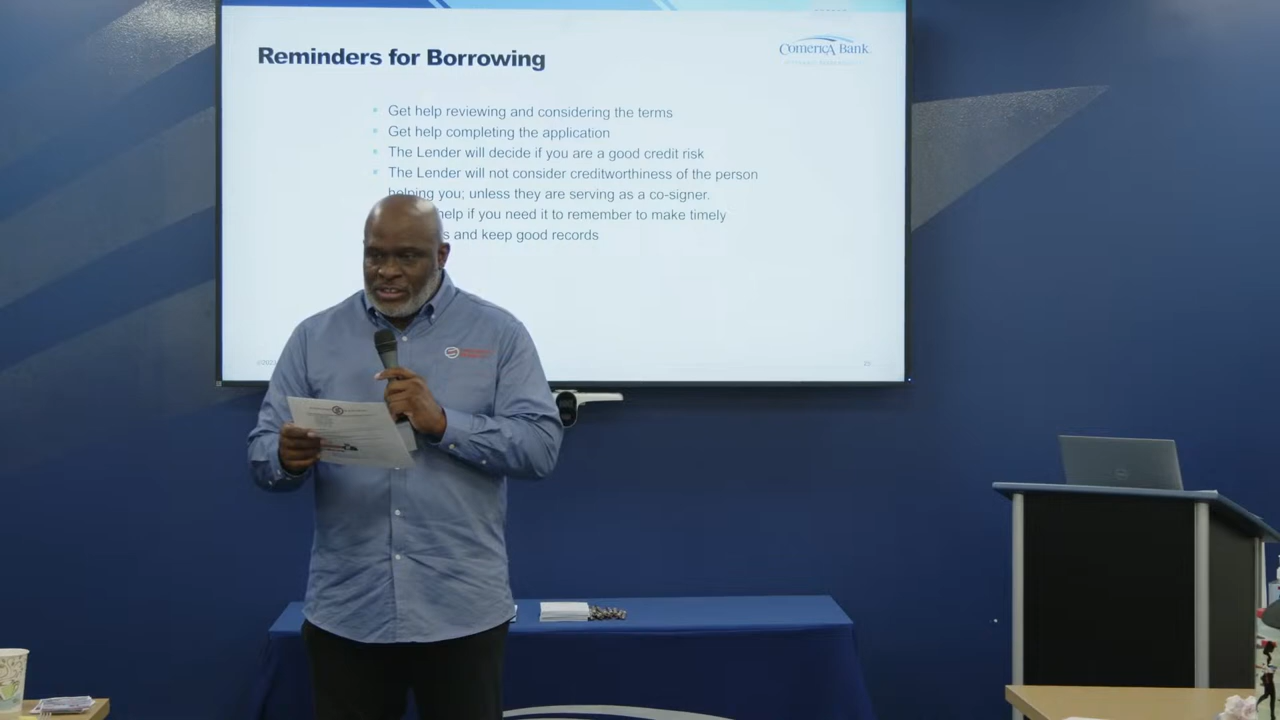 Reminders for Borrowing
Comerica Bank
Get help reviewing and considering the terms
Get help completing the application
The Lender will decide if you are a good credit risk
The Lender will not consider creditworthiness of the person
helping you; unless they are serving as a co-signer.
help if you need it to remember to make timely
and keep good records